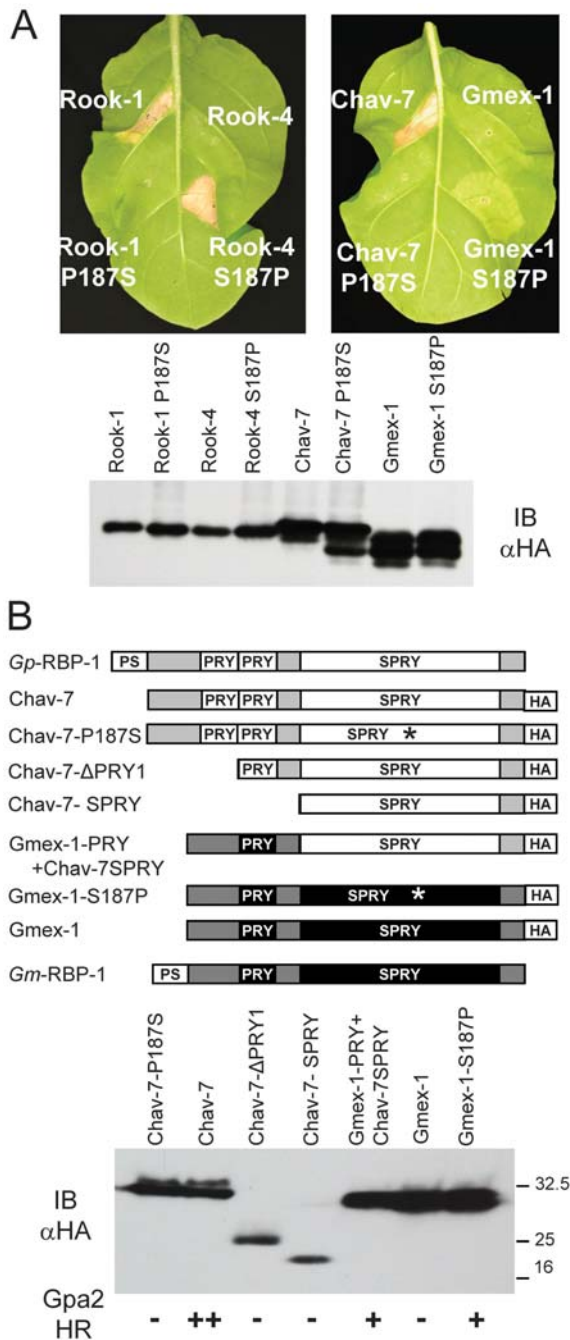 A
Rook-1
Rook-4
Rook-1 P187S
Rook-4 S187P
Chav-7
Gmex-1
Chav-7 P187S
Gmex-1 S187P
Rook-1
Rook-1 P187S
Rook-4
Rook-4 S187P
Chav-7
Chav-7 P187S
Gmex-1
Gmex-1 S187P
IB
αHA
B
Gp-RBP-1 PS PRY PRY SPRY
Chav-7 PRY PRY SPRY HA
Chav-7-P187S PRY PRY SPRY * HA
Chav-7-ΔPRY1 PRY SPRY HA
Chav-7- SPRY SPRY HA
Gmex-1-PRY PRY SPRY HA
+Chav-7SPRY
Gmex-1-S187P PRY SPRY * HA
Gmex-1 PRY SPRY HA
Gm-RBP-1 PS PRY SPRY
Chav-7-P187S
Chav-7
Chav-7-ΔPRY1
Chav-7- SPRY
Gmex-1-PRY+
Chav-7SPRY
Gmex-1
Gmex-1-S187P
IB
αHA
32.5
25
16
Gpa2
HR
- ++ - - + - +